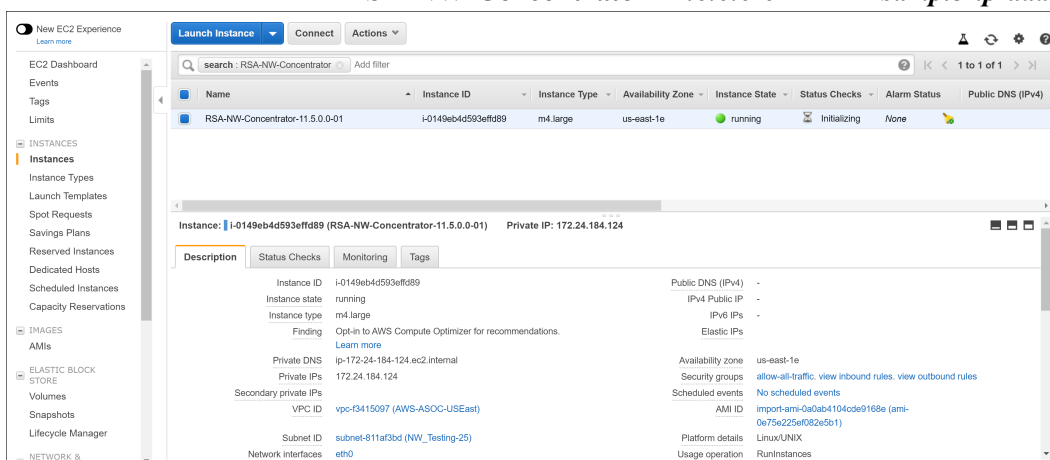 New EC2 Experience
Learn more
EC2 Dashboard
Events
Tags
Limits
INSTANCES
Instances
Instance Types
Launch Templates
Spot Requests
Savings Plans
Reserved Instances
Dedicated Hosts
Scheduled Instances
Capacity Reservations
IMAGES
AMIs
ELASTIC BLOCK
STORE
Volumes
Snapshots
Lifecycle Manager
NETWORK &
Launch Instance Connect Actions
search : RSA-NW-Concentrator Add filter 1 to 1 of 1
Name Instance ID Instance Type Availability Zone Instance State Status Checks Alarm Status Public DNS (IPv4)
RSA-NW-Concentrator-11.5.0.0-01 i-0149eb4d593effd89 m4.large us-east-1e running Initializing None
Instance: i-0149eb4d593effd89 (RSA-NW-Concentrator-11.5.0.0-01) Private IP: 172.24.184.124
Description Status Checks Monitoring Tags
Instance ID i-0149eb4d593effd89 Public DNS (IPv4) -
Instance state running IPv4 Public IP -
Instance type m4.large IPv6 IPs -
Finding Opt-in to AWS Compute Optimizer for recommendations. Elastic IPs
Learn more
Private DNS ip-172-24-184-124.ec2.internal Availability zone us-east-1e
Private IPs 172.24.184.124 Security groups allow-all-traffic. view inbound rules. view outbound rules
Secondary private IPs Scheduled events No scheduled events
VPC ID vpc-f3415097 (AWS-ASOC-USEast) AMI ID import-ami-0a0ab4104cde9168e (ami-
0e75e225ef082e5b1)
Subnet ID subnet-811af3bd (NW_Testing-25) Platform details Linux/UNIX
Network interfaces eth0 Usage operation RunInstances